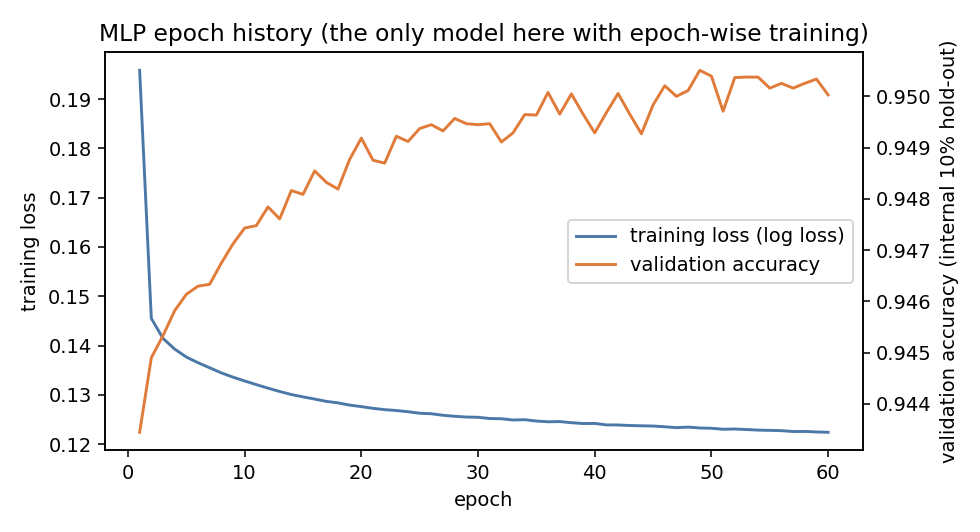 MLP epoch history (the only model here with epoch-wise training)
training loss
0.19
0.18
0.17
0.16
0.15
0.14
0.13
0.12
training loss (log loss)
validation accuracy
0.950
0.949
0.948
0.947
0.946
0.945
0.944
validation accuracy (internal 10% hold-out)
0 10 20 30 40 50 60
epoch